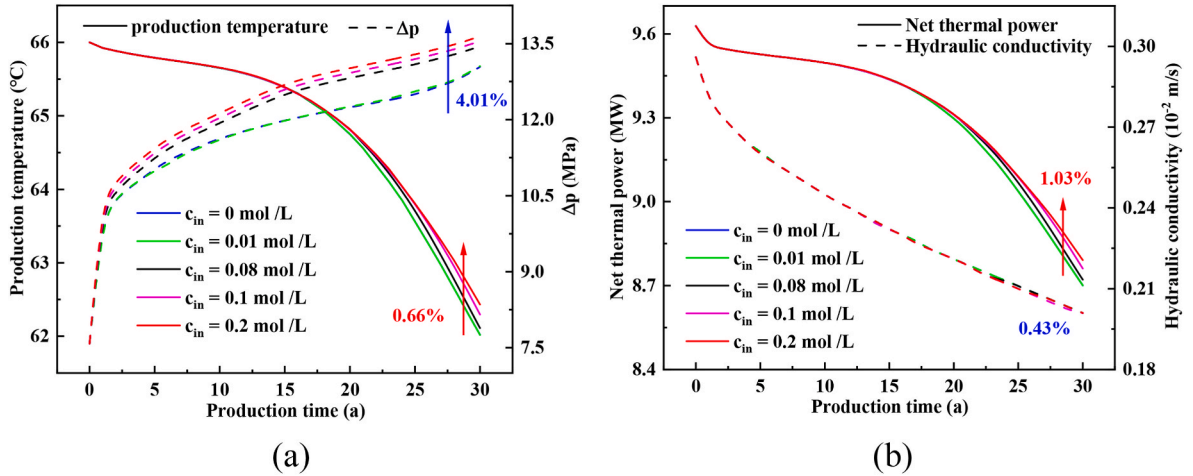 production temperature Δp
66
65
64
63
62
Production temperature (℃)
13.5
12.0
10.5
9.0
7.5
Δp (MPa)
4.01%
c_in = 0 mol /L
c_in = 0.01 mol /L
c_in = 0.08 mol /L
c_in = 0.1 mol /L
c_in = 0.2 mol /L
0.66%
0 5 10 15 20 25 30
Production time (a)
(a)
Net thermal power
Hydraulic conductivity
9.6
9.3
9.0
8.7
8.4
Net thermal power (MW)
0.30
0.27
0.24
0.21
0.18
Hydraulic conductivity (10⁻² m/s)
1.03%
c_in = 0 mol /L
c_in = 0.01 mol /L
c_in = 0.08 mol /L
c_in = 0.1 mol /L
c_in = 0.2 mol /L
0.43%
0 5 10 15 20 25 30
Production time (a)
(b)